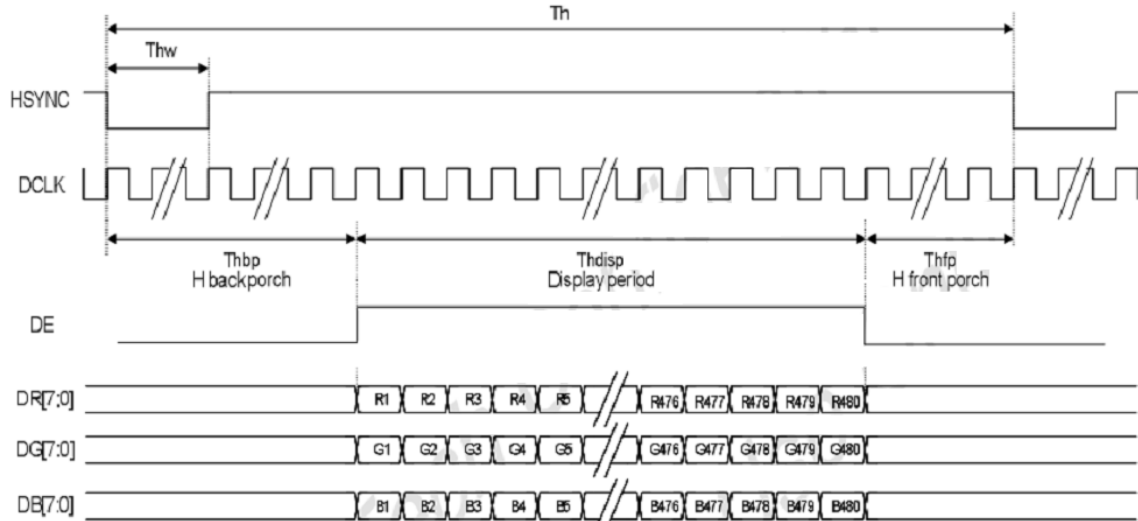 Th
Thw
HSYNC
DCLK
Thbp Thdisp Thfp
H backporch Display period H front porch
DE
DR[7:0] R1 R2 R3 R4 R5 R476 R477 R478 R479 R480
DG[7:0] G1 G2 G3 G4 G5 G476 G477 G478 G479 G480
DB[7:0] B1 B2 B3 B4 B5 B476 B477 B478 B479 B480